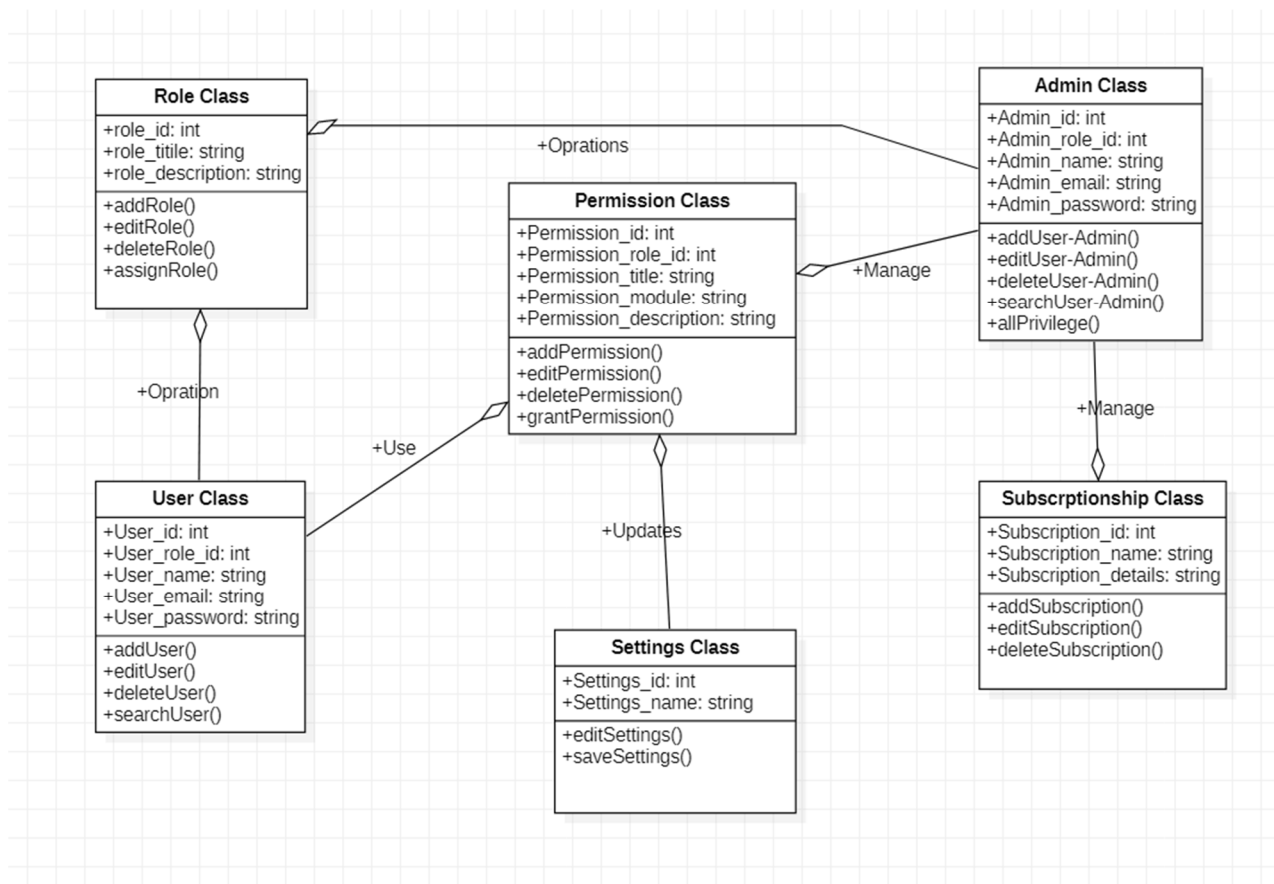 Role Class
+role_id: int
+role_titile: string
+role_description: string
+addRole()
+editRole()
+deleteRole()
+assignRole()
+Oprations
Admin Class
+Admin_id: int
+Admin_role_id: int
+Admin_name: string
+Admin_email: string
+Admin_password: string
+addUser-Admin()
+editUser-Admin()
+deleteUser-Admin()
+searchUser-Admin()
+allPrivilege()
Permission Class
+Permission_id: int
+Permission_role_id: int
+Permission_title: string
+Permission_module: string
+Permission_description: string
+addPermission()
+editPermission()
+deletePermission()
+grantPermission()
+Manage
+Opration
+Use
+Manage
+Updates
User Class
+User_id: int
+User_role_id: int
+User_name: string
+User_email: string
+User_password: string
+addUser()
+editUser()
+deleteUser()
+searchUser()
Settings Class
+Settings_id: int
+Settings_name: string
+editSettings()
+saveSettings()
Subscrptionship Class
+Subscription_id: int
+Subscription_name: string
+Subscription_details: string
+addSubscription()
+editSubscription()
+deleteSubscription()